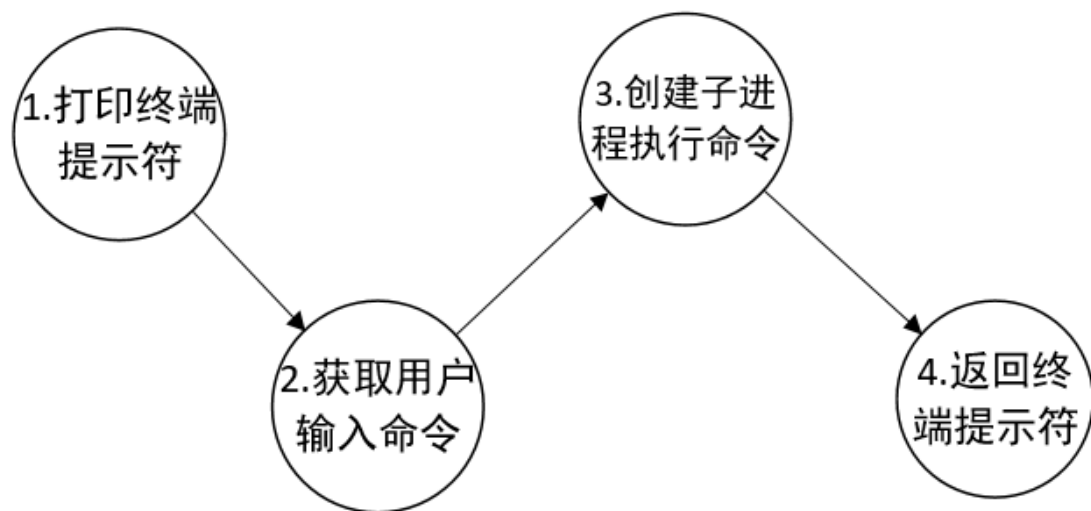 1.打印终端
提示符
2.获取用户
输入命令
3.创建子进
程执行命令
4.返回终
端提示符